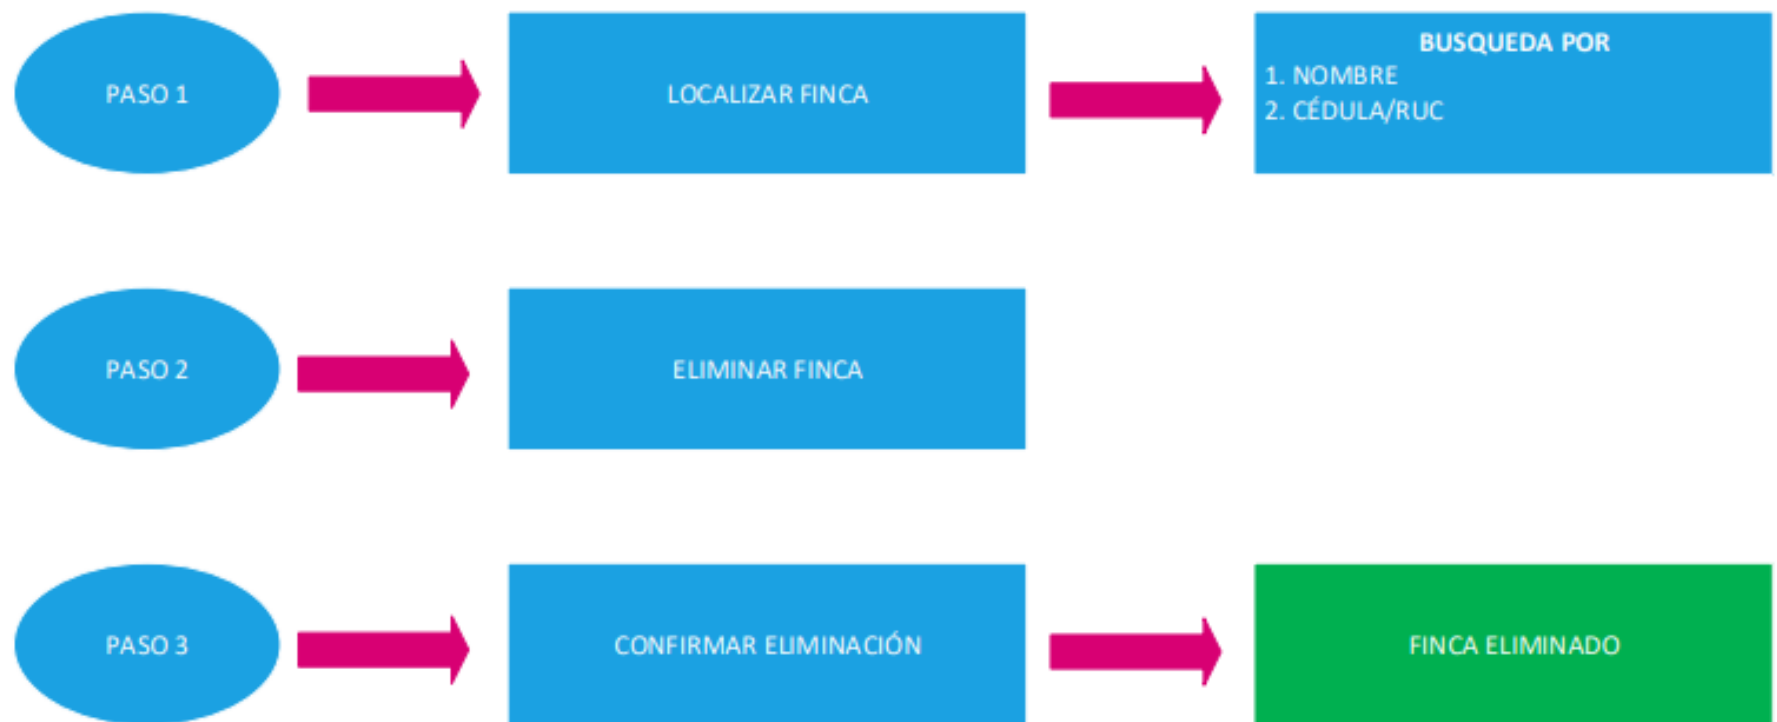 PASO 1
LOCALIZAR FINCA
BUSQUEDA POR
1. NOMBRE
2. CÉDULA/RUC
PASO 2
ELIMINAR FINCA
PASO 3
CONFIRMAR ELIMINACIÓN
FINCA ELIMINADO